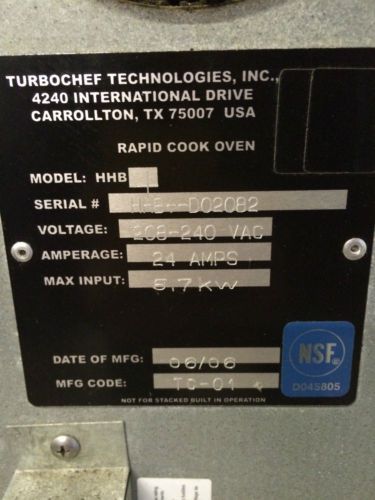 TURBOCHEF TECHNOLOGIES, INC.,
4240 INTERNATIONAL DRIVE
CARROLLTON, TX 75007 USA
RAPID COOK OVEN
MODEL: HHB
SERIAL # HHB--D02082
VOLTAGE: 208-240 VAC
AMPERAGE: 24 AMPS
MAX INPUT: 5.7KW
DATE OF MFG: 06/06
MFG CODE: TC-01
NSF®
D045805
NOT FOR STACKED BUILT IN OPERATION